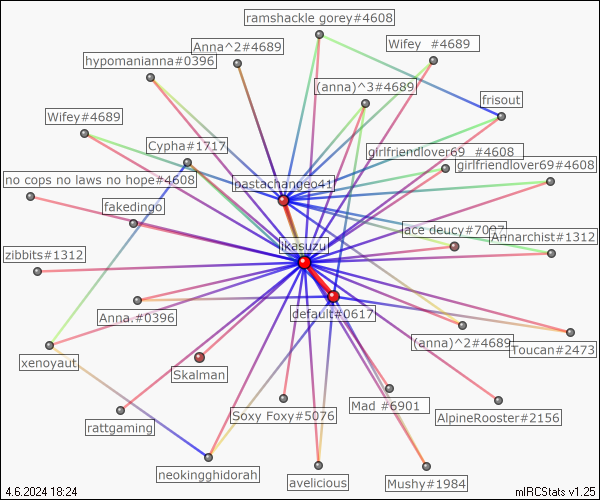 ramshackle gorey#4608
Anna^2#4689
Wifey  #4689
hypomanianna#0396
(anna)^3#4689
frisout
Wifey#4689
Cypha#1717
girlfriendlover69  #4608
girlfriendlover69#4608
no cops no laws no hope#4608
pastachangeo41
fakedingo
ace deucy#7007
Annarchist#1312
likasuzu
zibbits#1312
Anna.#0396
default#0617
(anna)^2#4689
Toucan#2473
xenoyaut
Skalman
Soxy Foxy#5076
Mad #6901
AlpineRooster#2156
rattgaming
neokingghidorah
avelicious
Mushy#1984
4.6.2024 18:24
mIRCStats v1.25